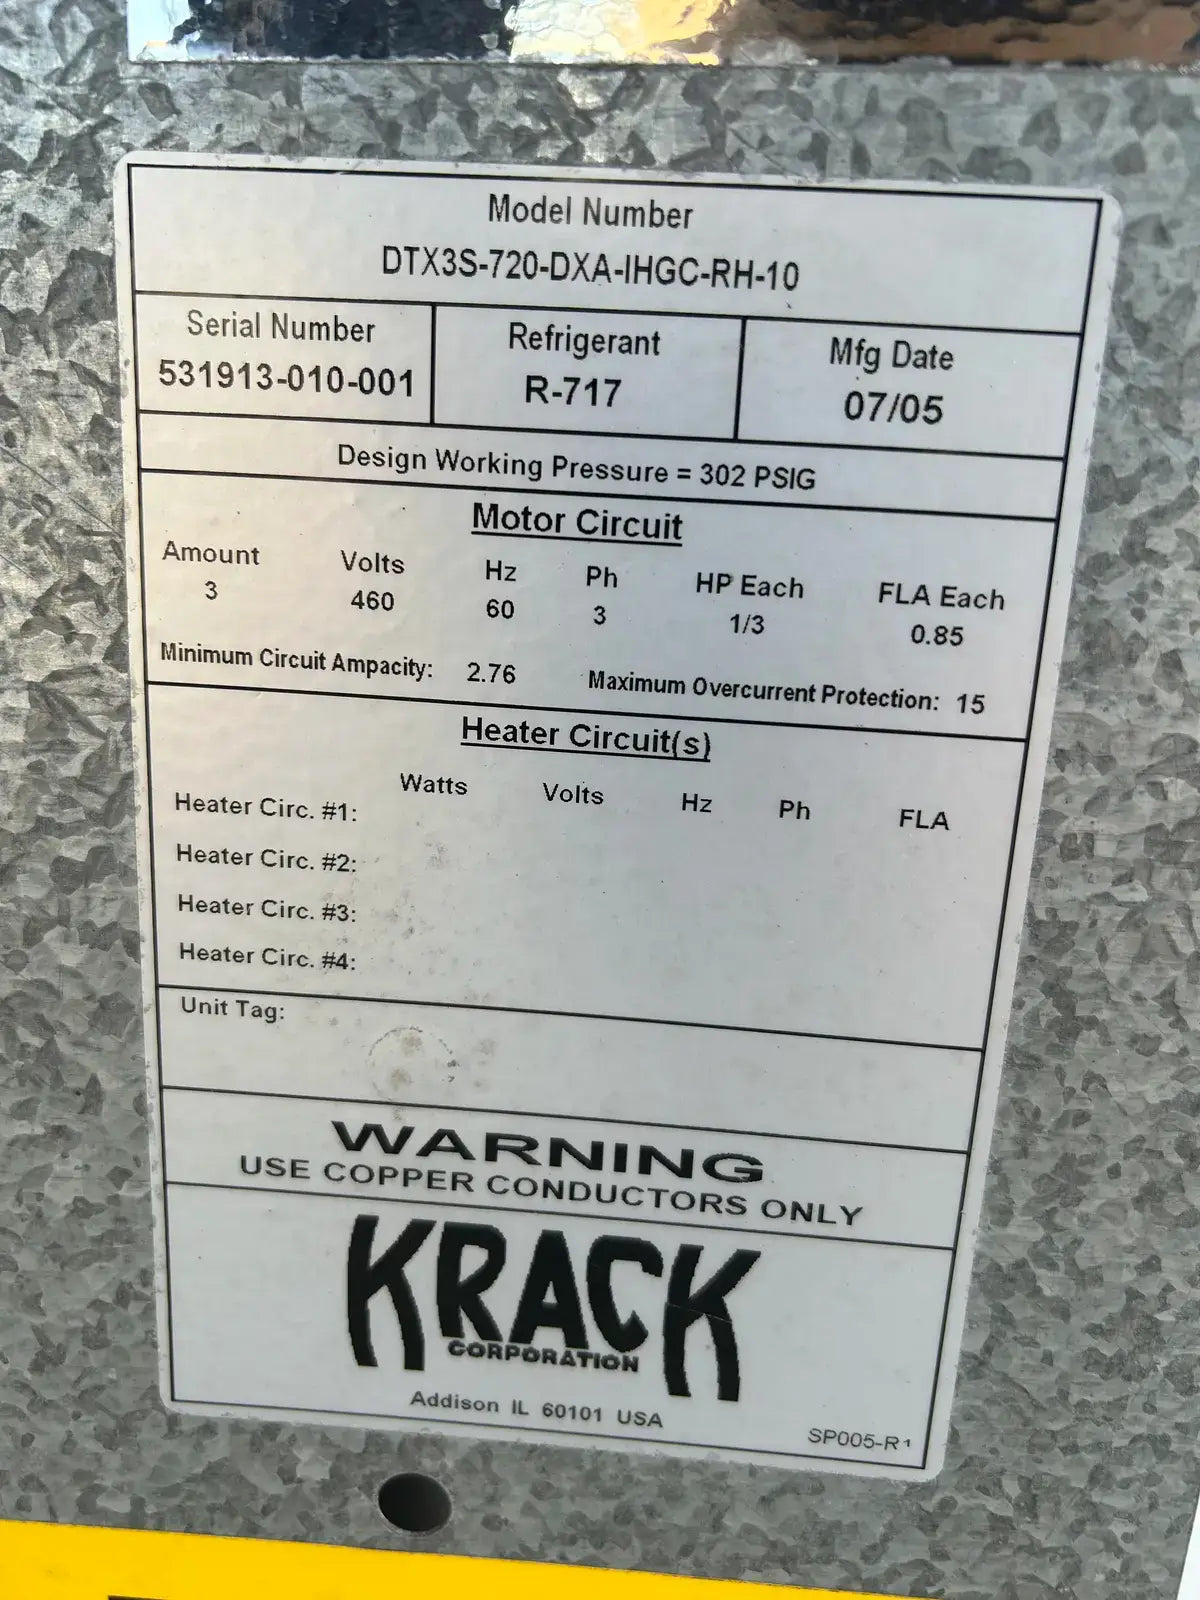 Model Number
DTX3S-720-DXA-IHGC-RH-10
Serial Number
531913-010-001
Refrigerant
R-717
Mfg Date
07/05
Design Working Pressure = 302 PSIG
Motor Circuit
Amount Volts Hz Ph HP Each FLA Each
3 460 60 3 1/3 0.85
Minimum Circuit Ampacity: 2.76 Maximum Overcurrent Protection: 15
Heater Circuit(s)
Watts Volts Hz Ph FLA
Heater Circ. #1:
Heater Circ. #2:
Heater Circ. #3:
Heater Circ. #4:
Unit Tag:
WARNING
USE COPPER CONDUCTORS ONLY
KRACK
CORPORATION
Addison IL 60101 USA
SP005-R1